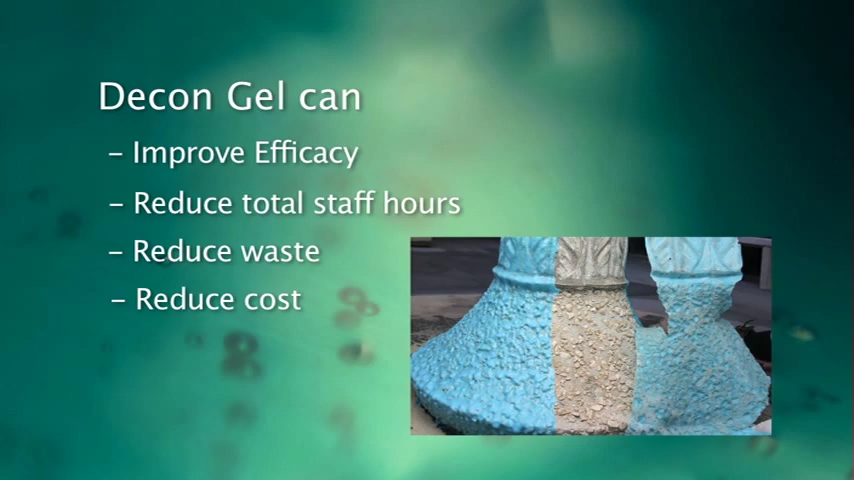 Decon Gel can
– Improve Efficacy
– Reduce total staff hours
– Reduce waste
– Reduce cost